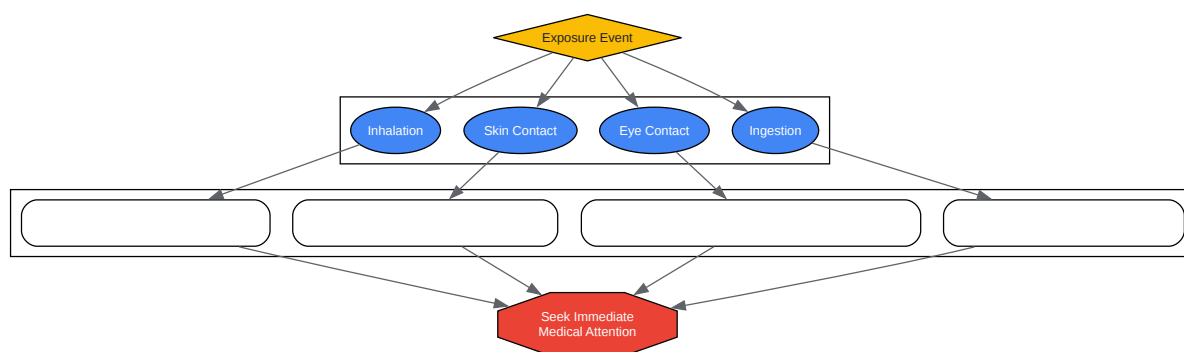 Exposure Event
Inhalation
Skin Contact
Eye Contact
Ingestion
Seek Immediate
Medical Attention